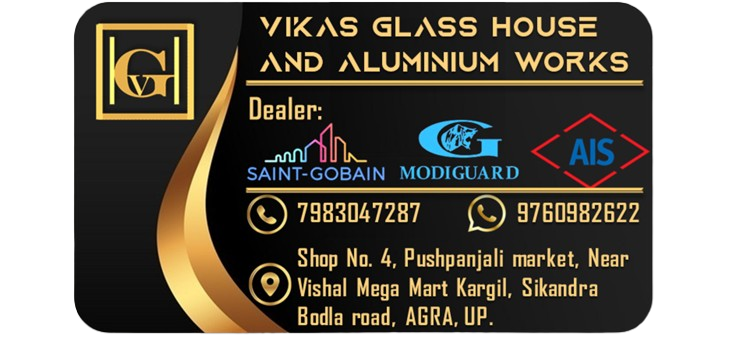 GV
VIKAS GLASS HOUSE
AND ALUMINIUM WORKS
Dealer:
SAINT-GOBAIN
G MODIGUARD
AIS
7983047287
9760982622
Shop No. 4, Pushpanjali market, Near
Vishal Mega Mart Kargil, Sikandra
Bodla road, AGRA, UP.